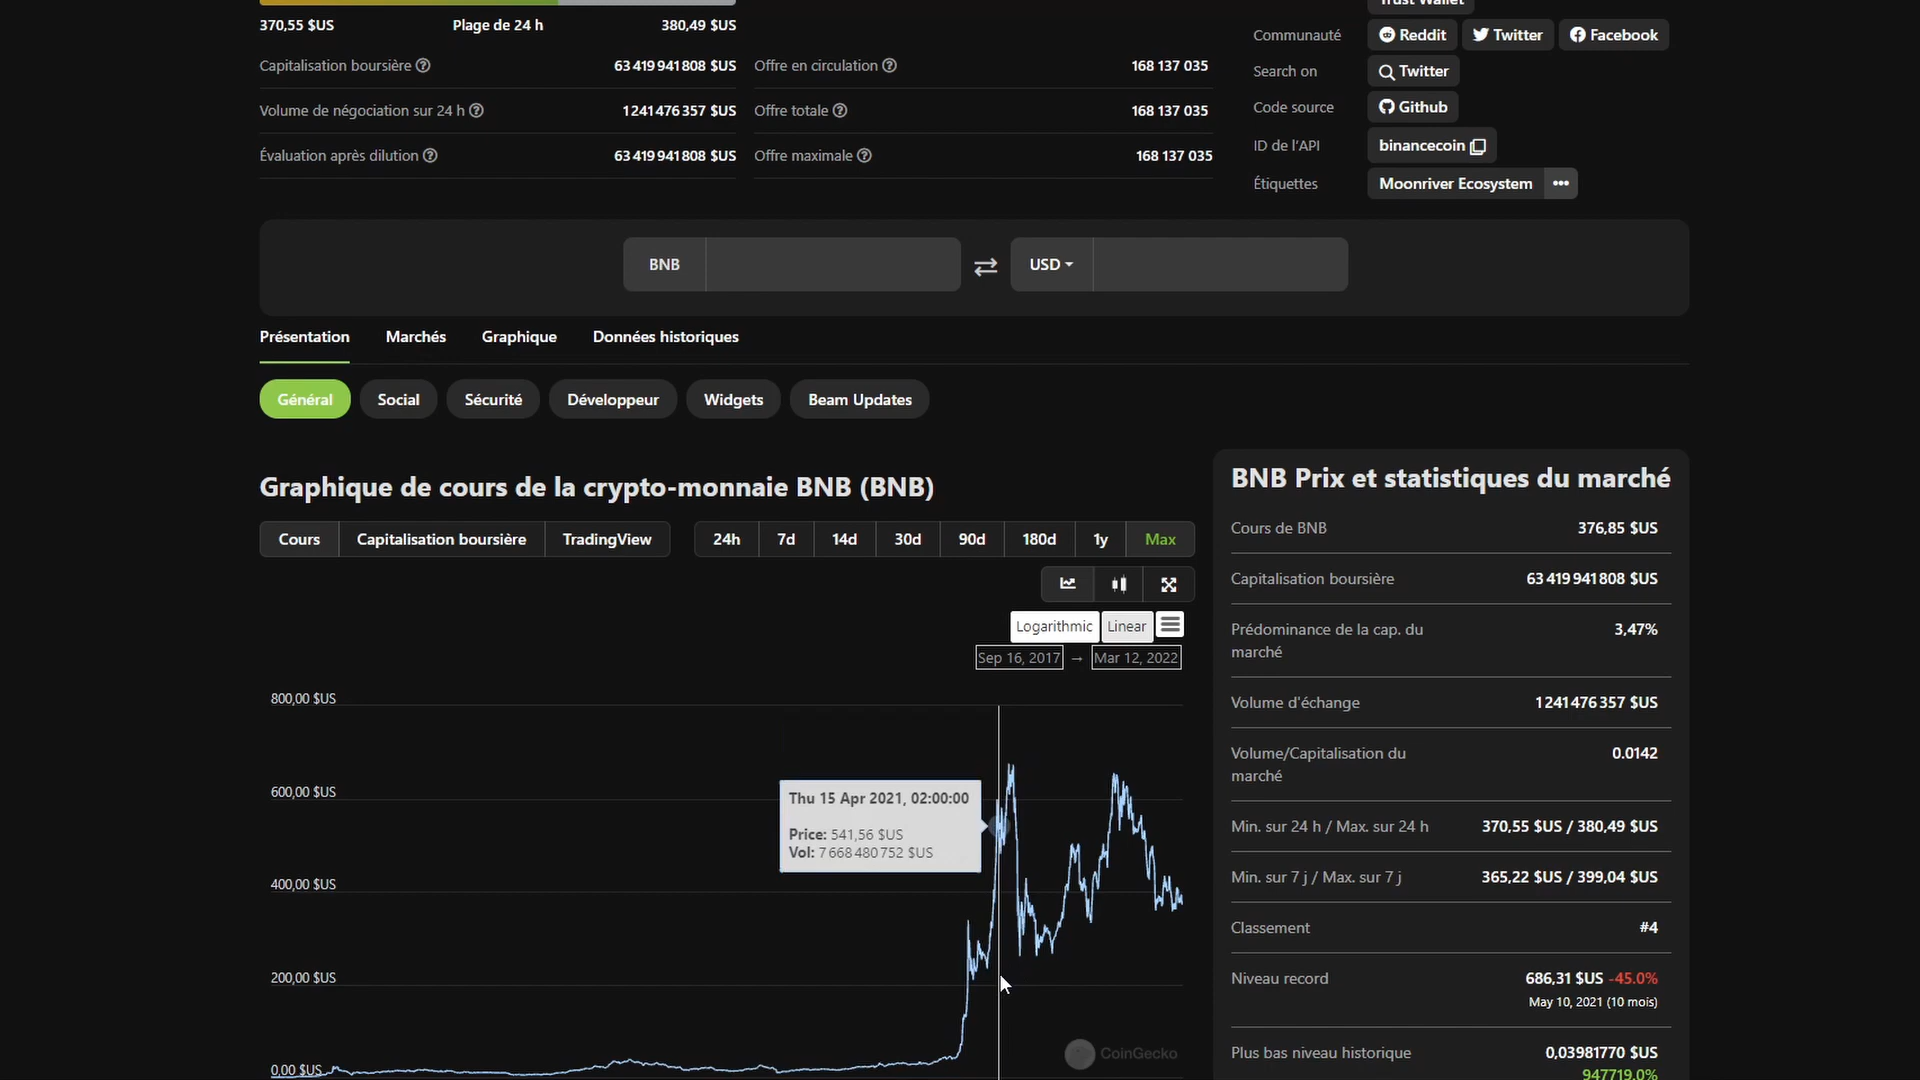 Trust Wallet
370,55 $US Plage de 24 h 380,49 $US
Communauté Reddit Twitter Facebook
Capitalisation boursière 63 419 941 808 $US Offre en circulation 168 137 035
Search on Twitter
Volume de négociation sur 24 h 1 241 476 357 $US Offre totale 168 137 035
Code source Github
Évaluation après dilution 63 419 941 808 $US Offre maximale 168 137 035
ID de l'API binancecoin
Étiquettes Moonriver Ecosystem •••
BNB USD
Présentation Marchés Graphique Données historiques
Général Social Sécurité Développeur Widgets Beam Updates
Graphique de cours de la crypto-monnaie BNB (BNB)
Cours Capitalisation boursière TradingView 24h 7d 14d 30d 90d 180d 1y Max
Logarithmic Linear
Sep 16, 2017 → Mar 12, 2022
800,00 $US
600,00 $US
400,00 $US
200,00 $US
0,00 $US
Thu 15 Apr 2021, 02:00:00
Price: 541,56 $US
Vol: 7 668 480 752 $US
CoinGecko
BNB Prix et statistiques du marché
Cours de BNB 376,85 $US
Capitalisation boursière 63 419 941 808 $US
Prédominance de la cap. du 3,47%
marché
Volume d'échange 1 241 476 357 $US
Volume/Capitalisation du 0.0142
marché
Min. sur 24 h / Max. sur 24 h 370,55 $US / 380,49 $US
Min. sur 7 j / Max. sur 7 j 365,22 $US / 399,04 $US
Classement #4
Niveau record 686,31 $US -45.0%
May 10, 2021 (10 mois)
Plus bas niveau historique 0,03981770 $US
947719.0%